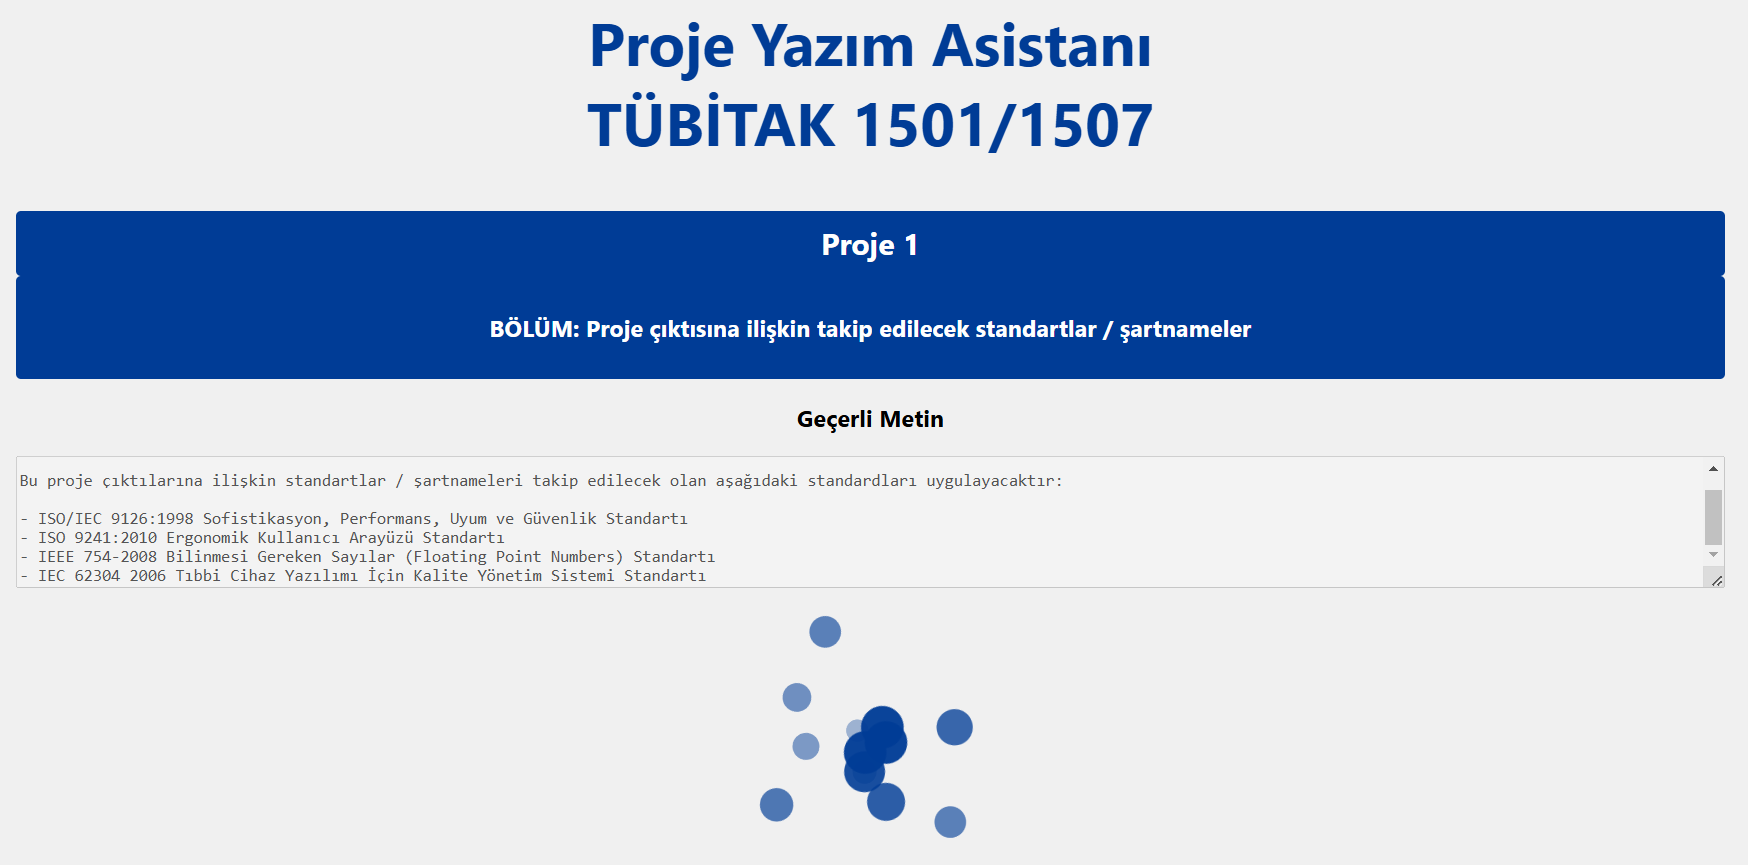 Proje Yazım Asistanı
TÜBİTAK 1501/1507
Proje 1
BÖLÜM: Proje çıktısına ilişkin takip edilecek standartlar / şartnameler
Geçerli Metin
Bu proje çıktılarına ilişkin standartlar / şartnameleri takip edilecek olan aşağıdaki standardları uygulayacaktır:
- ISO/IEC 9126:1998 Sofistikasyon, Performans, Uyum ve Güvenlik Standartı
- ISO 9241:2010 Ergonomik Kullanıcı Arayüzü Standartı
- IEEE 754-2008 Bilinmesi Gereken Sayılar (Floating Point Numbers) Standartı
- IEC 62304 2006 Tıbbi Cihaz Yazılımı İçin Kalite Yönetim Sistemi Standartı